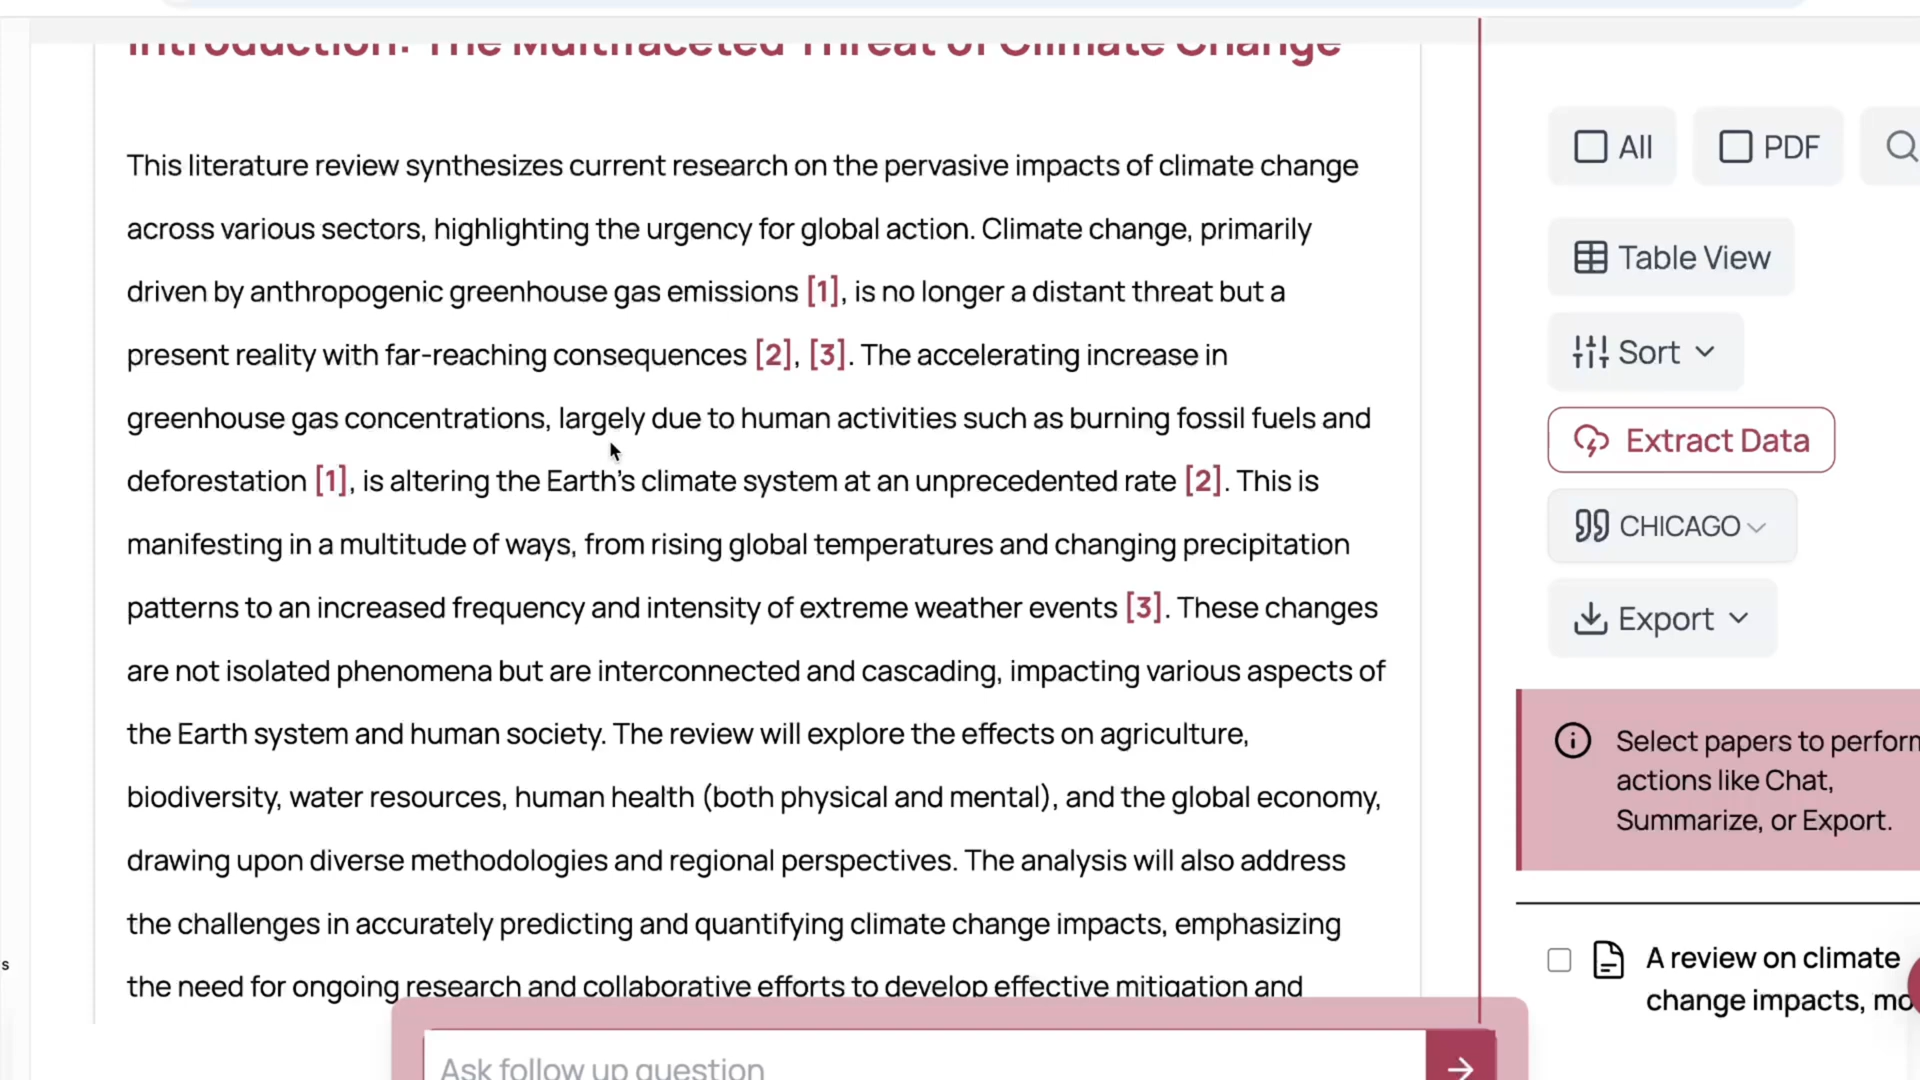 Introduction: The Multifaceted Threat of Climate Change
This literature review synthesizes current research on the pervasive impacts of climate change
across various sectors, highlighting the urgency for global action. Climate change, primarily
driven by anthropogenic greenhouse gas emissions [1], is no longer a distant threat but a
present reality with far-reaching consequences [2], [3]. The accelerating increase in
greenhouse gas concentrations, largely due to human activities such as burning fossil fuels and
deforestation [1], is altering the Earth’s climate system at an unprecedented rate [2]. This is
manifesting in a multitude of ways, from rising global temperatures and changing precipitation
patterns to an increased frequency and intensity of extreme weather events [3]. These changes
are not isolated phenomena but are interconnected and cascading, impacting various aspects of
the Earth system and human society. The review will explore the effects on agriculture,
biodiversity, water resources, human health (both physical and mental), and the global economy,
drawing upon diverse methodologies and regional perspectives. The analysis will also address
the challenges in accurately predicting and quantifying climate change impacts, emphasizing
the need for ongoing research and collaborative efforts to develop effective mitigation and
s
Ask follow up question
All
PDF
Table View
Sort
Extract Data
CHICAGO
Export
Select papers to perform
actions like Chat,
Summarize, or Export.
A review on climate
change impacts, mo